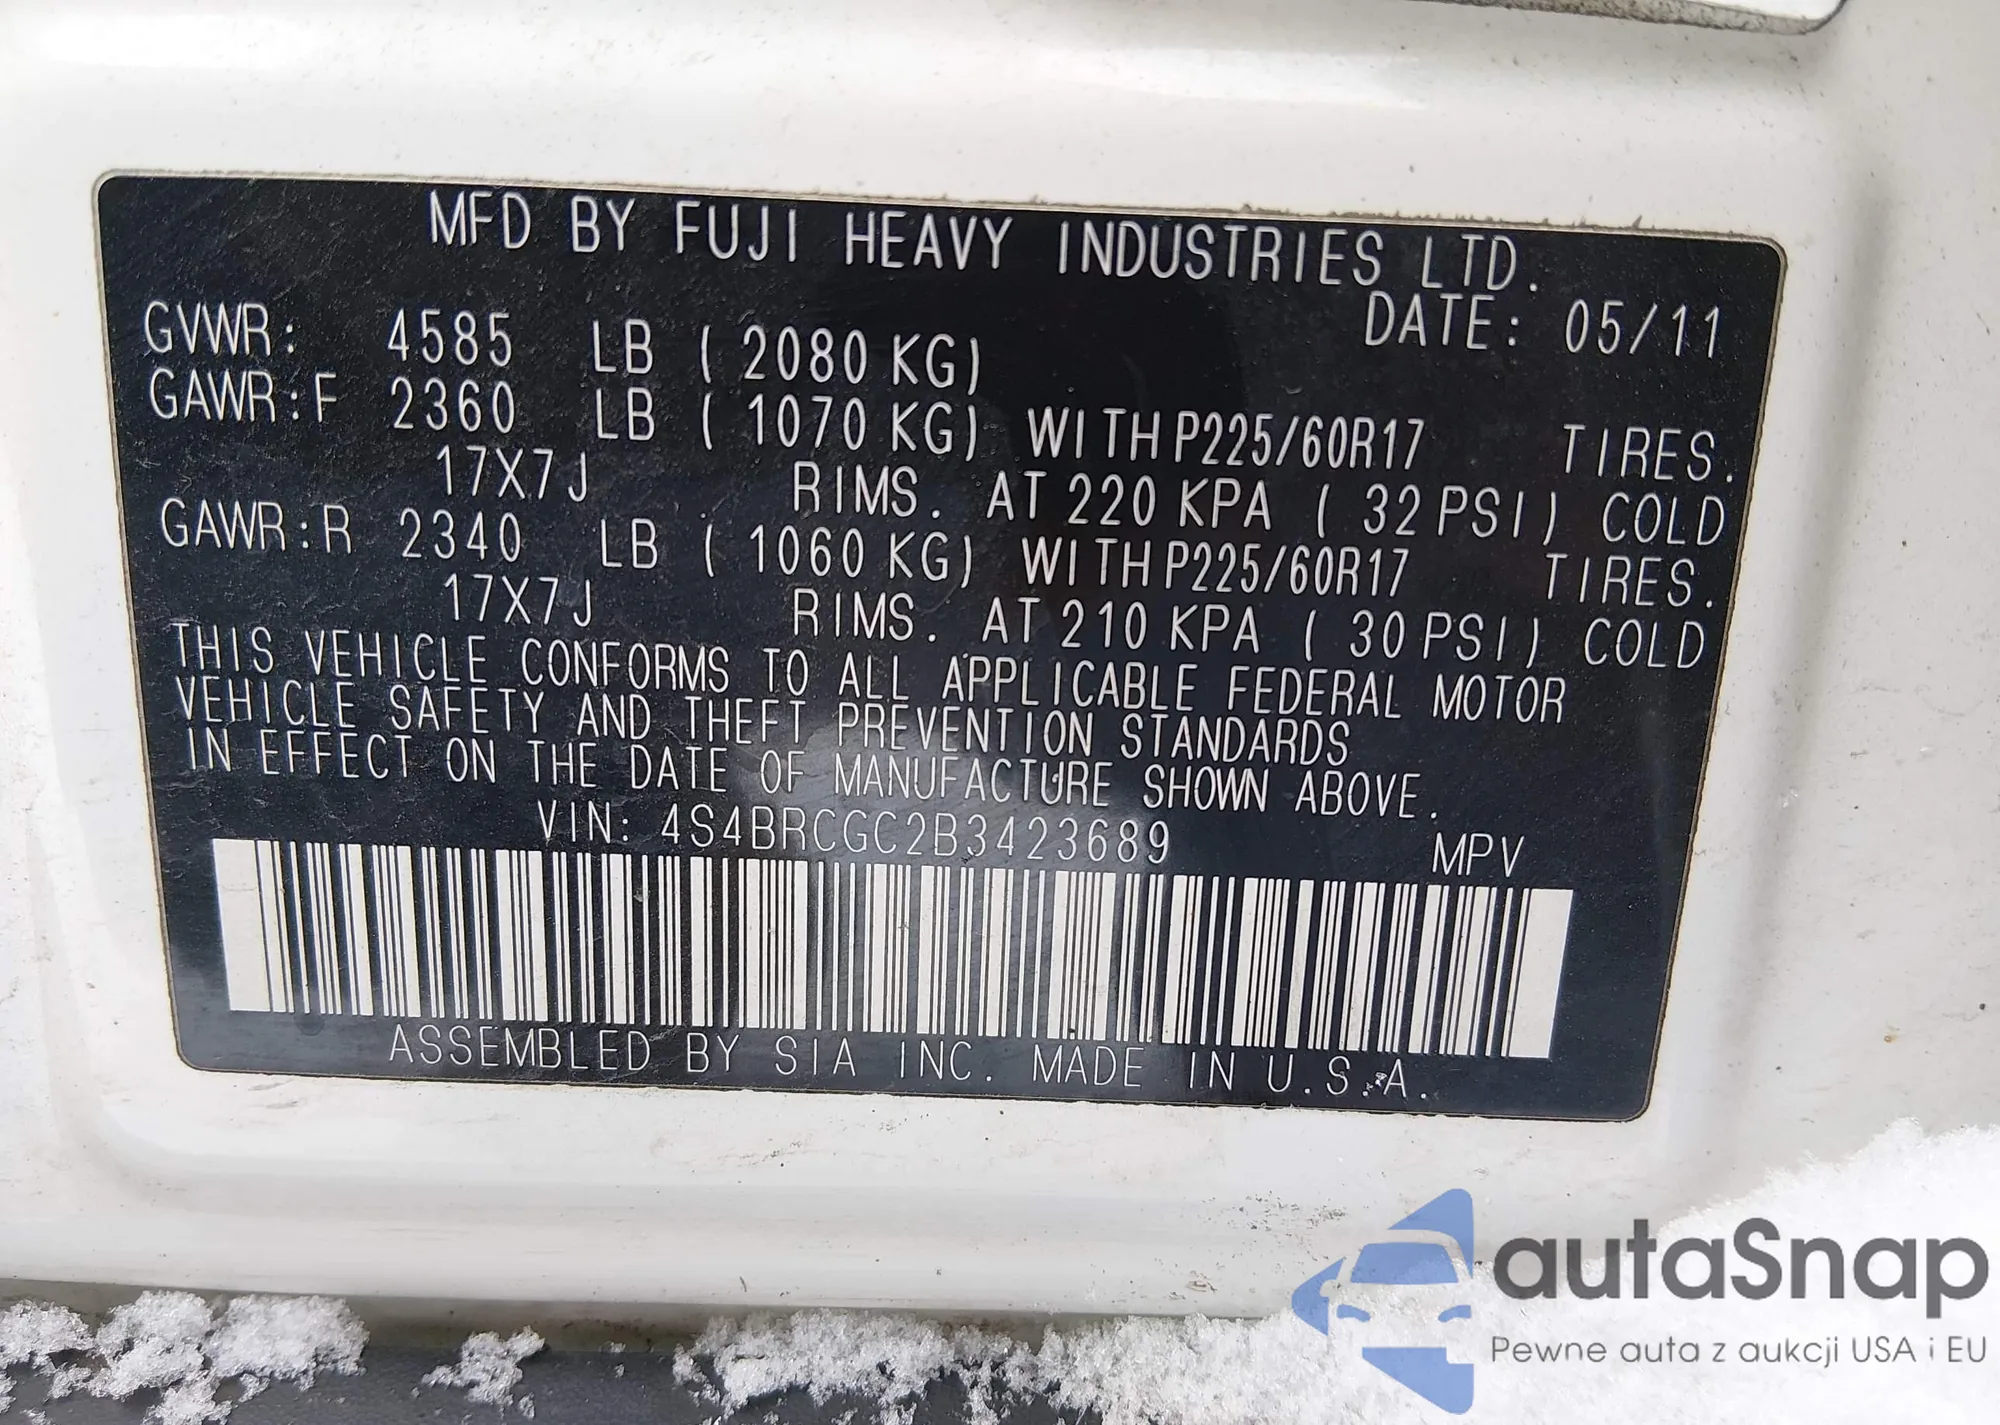 MFD BY FUJI HEAVY INDUSTRIES LTD.
DATE: 05/11
GVWR: 4585 LB ( 2080 KG)
GAWR:F 2360 LB ( 1070 KG) WITH P225/60R17 TIRES.
17X7J RIMS. AT 220 KPA ( 32 PSI) COLD
GAWR:R 2340 LB ( 1060 KG) WITH P225/60R17 TIRES.
17X7J RIMS. AT 210 KPA ( 30 PSI) COLD
THIS VEHICLE CONFORMS TO ALL APPLICABLE FEDERAL MOTOR
VEHICLE SAFETY AND THEFT PREVENTION STANDARDS
IN EFFECT ON THE DATE OF MANUFACTURE SHOWN ABOVE.
VIN: 4S4BRCGC2B3423689 MPV
ASSEMBLED BY SIA INC. MADE IN U.S.A.
autaSnap
Pewne auta z aukcji USA i EU